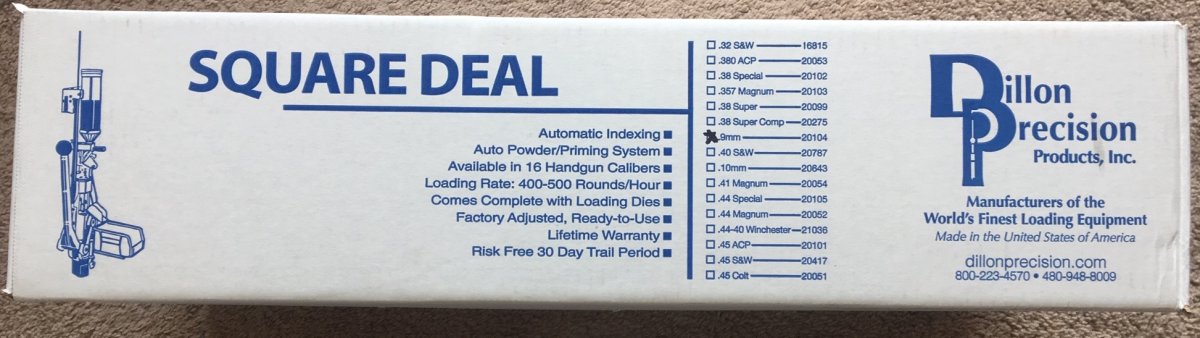 SQUARE DEAL
Automatic Indexing ■
Auto Powder/Priming System ■
Available in 16 Handgun Calibers ■
Loading Rate: 400-500 Rounds/Hour ■
Comes Complete with Loading Dies ■
Factory Adjusted, Ready-to-Use ■
Lifetime Warranty ■
Risk Free 30 Day Trail Period ■
.32 S&W 16815
.380 ACP 20053
.38 Special 20102
.357 Magnum 20103
.38 Super 20099
.38 Super Comp 20275
.9mm 20104
.40 S&W 20787
.10mm 20643
.41 Magnum 20054
.44 Special 20105
.44 Magnum 20052
.44-40 Winchester 21036
.45 ACP 20101
.45 S&W 20417
.45 Colt 20051
Dillon
Precision
Products, Inc.
Manufacturers of the
World's Finest Loading Equipment
Made in the United States of America
dillonprecision.com
800-223-4570 • 480-948-8009